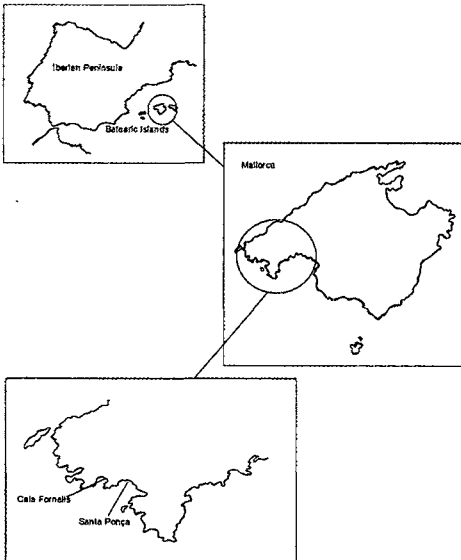 Iberian Peninsula
Balearic Islands
Mallorca
Cala Fornells
Santa Ponça